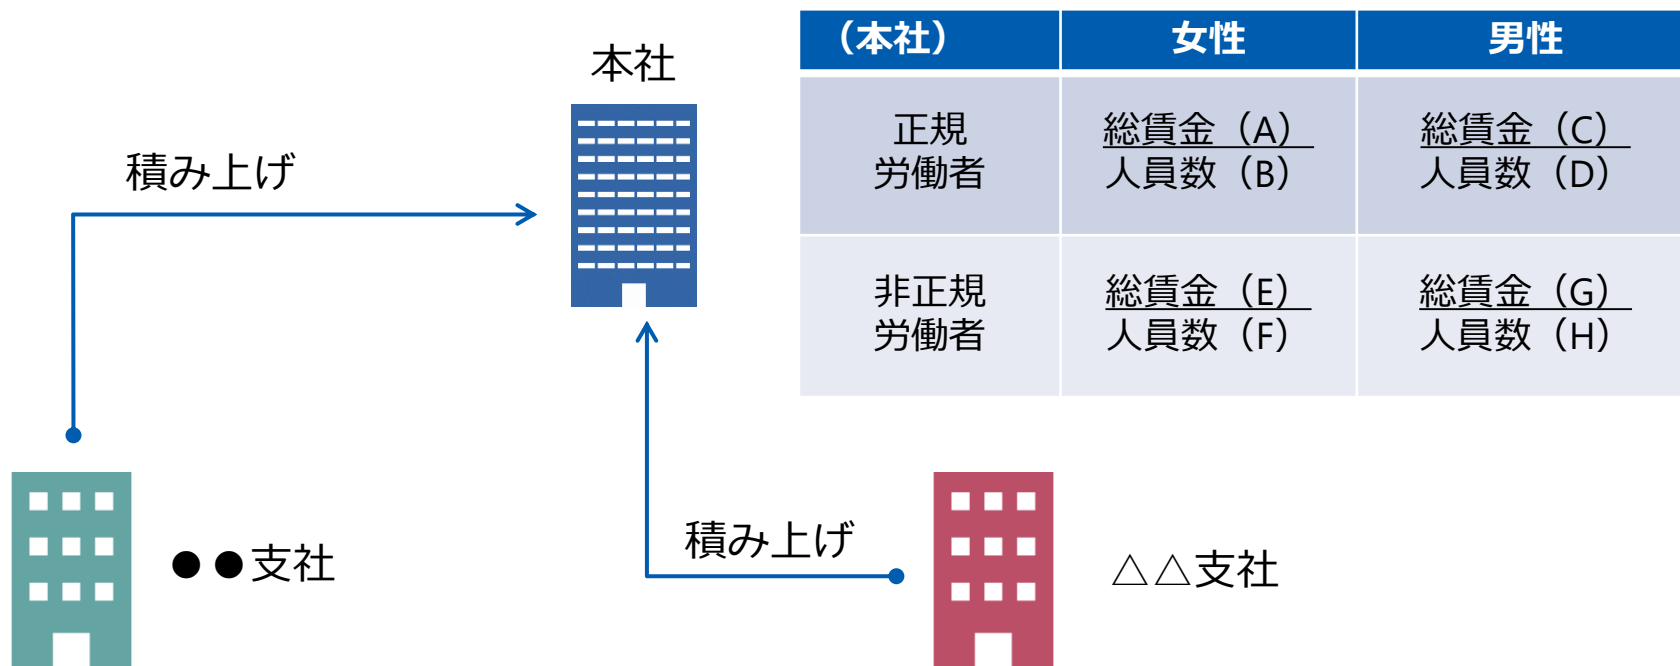 本社
積み上げ
(本社) 女性 男性
正規
労働者
総賃金(A)
人員数(B)
総賃金(C)
人員数(D)
非正規
労働者
総賃金(E)
人員数(F)
総賃金(G)
人員数(H)
●●支社
積み上げ
△△支社